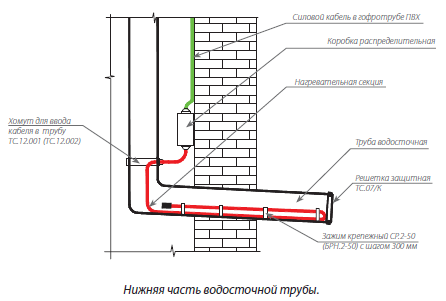 Силовой кабель в гофротрубе ПВХ
Коробка распределительная
Нагревательная секция
Хомут для ввода
кабеля в трубу
ТС.12.001 (ТС.12.002)
Труба водосточная
Решетка защитная
ТС.07/К
Зажим крепежный СР.2-50
(БРН.2-50) с шагом 300 мм
Нижняя часть водосточной трубы.